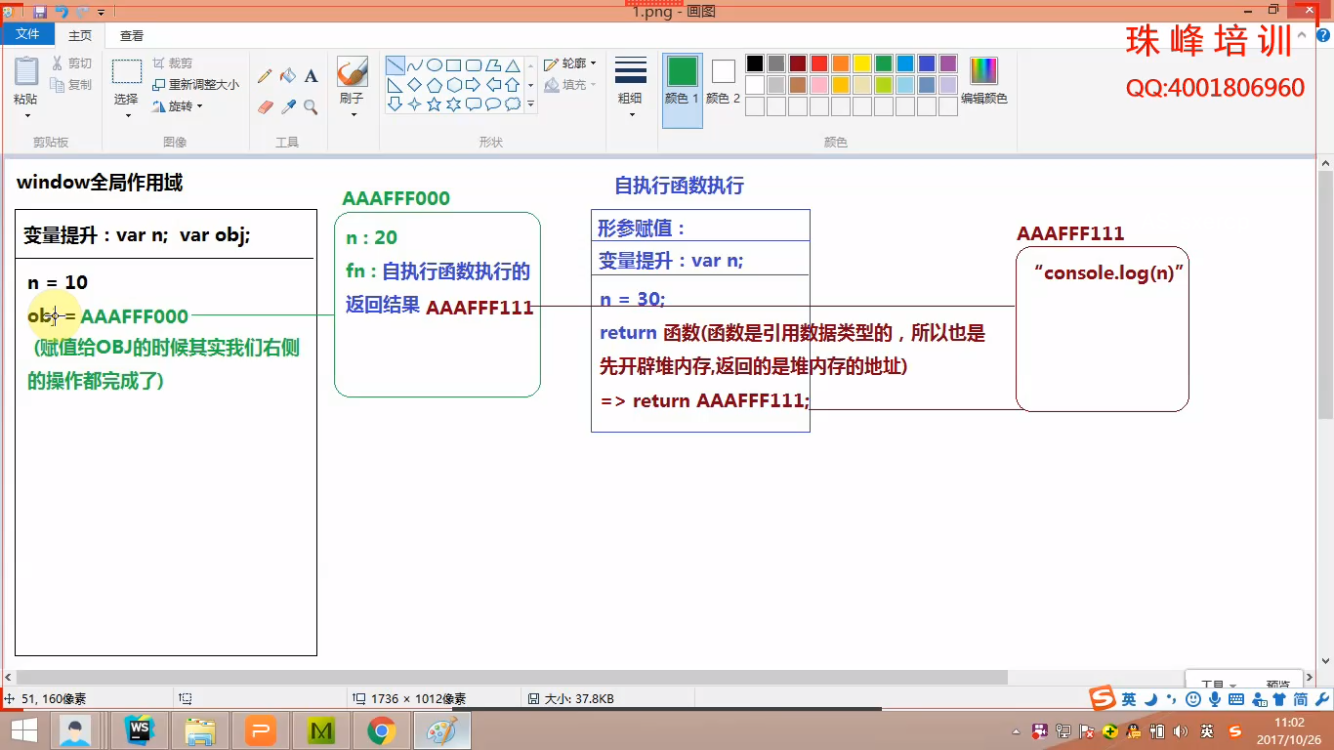 1.png - 画图
文件 主页 查看
珠峰培训
QQ:4001806960
粘贴
剪切
复制
剪贴板
选择
裁剪
重新调整大小
旋转
图像
A
工具
刷子
轮廓
填充
形状
粗细
颜色 1
颜色 2
编辑颜色
颜色
window全局作用域
变量提升：var n;  var obj;
n = 10
obj = AAAFFF000
(赋值给OBJ的时候其实我们右侧
的操作都完成了)
AAAFFF000
n : 20
fn : 自执行函数执行的
返回结果 AAAFFF111
自执行函数执行
形参赋值：
变量提升：var n;
n = 30;
return 函数(函数是引用数据类型的，所以也是
先开辟堆内存,返回的是堆内存的地址)
=> return AAAFFF111;
AAAFFF111
“console.log(n)”
51, 160像素
1736 × 1012像素
大小: 37.8KB
工具 预览
英 简
WS
英
11:02
2017/10/26